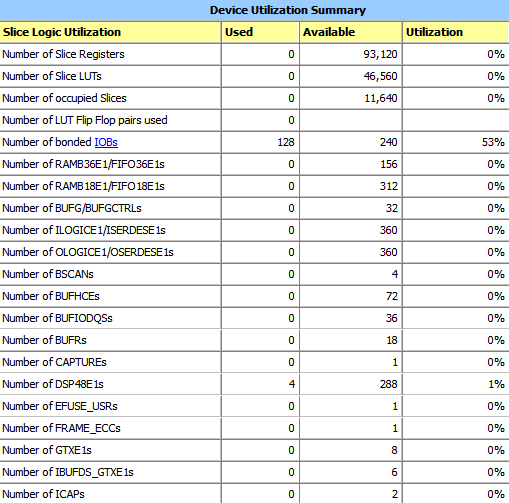 Device Utilization Summary
Slice Logic Utilization Used Available Utilization
Number of Slice Registers 0 93,120 0%
Number of Slice LUTs 0 46,560 0%
Number of occupied Slices 0 11,640 0%
Number of LUT Flip Flop pairs used 0
Number of bonded IOBs 128 240 53%
Number of RAMB36E1/FIFO36E1s 0 156 0%
Number of RAMB18E1/FIFO18E1s 0 312 0%
Number of BUFG/BUFGCTRLs 0 32 0%
Number of ILOGICE1/ISERDESE1s 0 360 0%
Number of OLOGICE1/OSERDESE1s 0 360 0%
Number of BSCANs 0 4 0%
Number of BUFHCEs 0 72 0%
Number of BUFIODQSs 0 36 0%
Number of BUFRs 0 18 0%
Number of CAPTUREs 0 1 0%
Number of DSP48E1s 4 288 1%
Number of EFUSE_USRs 0 1 0%
Number of FRAME_ECCs 0 1 0%
Number of GTXE1s 0 8 0%
Number of IBUFDS_GTXE1s 0 6 0%
Number of ICAPs 0 2 0%